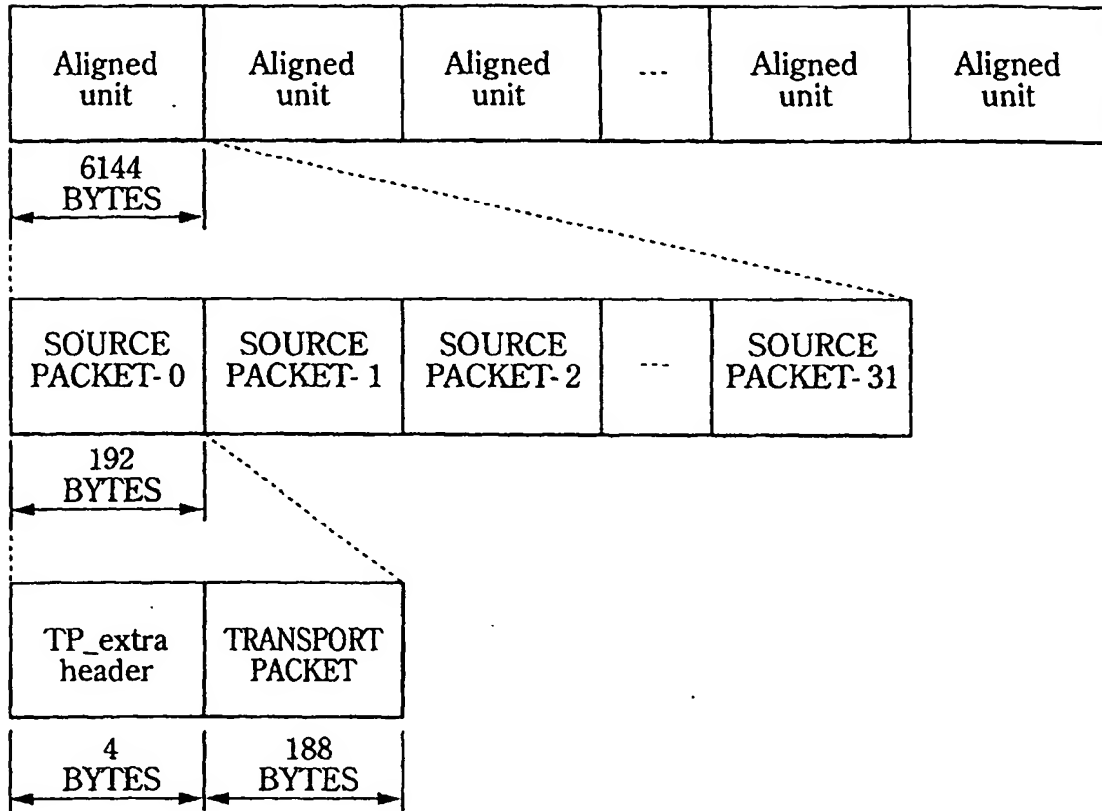 Aligned unit
Aligned unit
Aligned unit
---
Aligned unit
Aligned unit
6144 BYTES
SOURCE PACKET-0
SOURCE PACKET-1
SOURCE PACKET-2
---
SOURCE PACKET-31
192 BYTES
TP_extra header
TRANSPORT PACKET
4 BYTES
188 BYTES